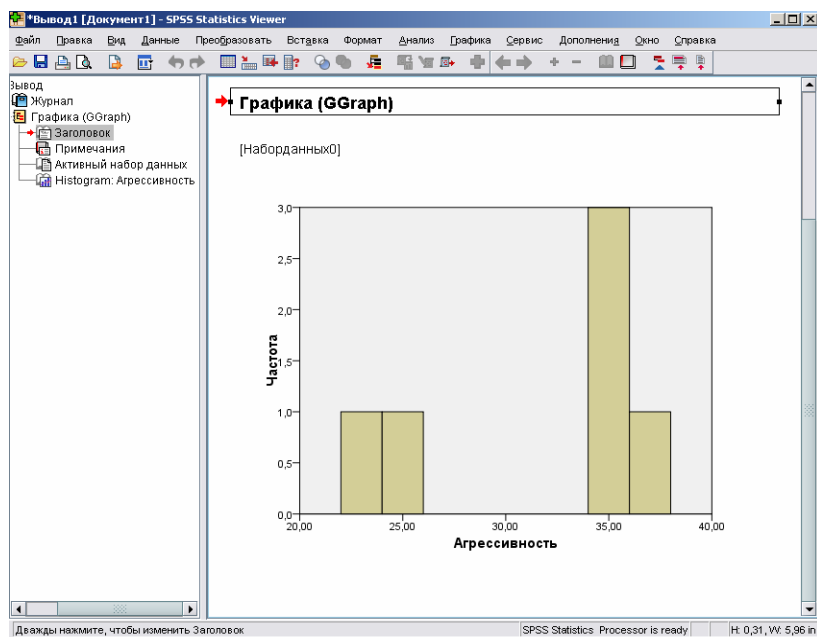 *Вывод1 [Документ1] - SPSS Statistics Viewer
Файл Правка Вид Данные Преобразовать Вставка Формат Анализ Графика Сервис Дополнения Окно Справка
Вывод
Журнал
Графика (GGraph)
Заголовок
Примечания
Активный набор данных
Histogram: Агрессивность
Графика (GGraph)
[Наборданных0]
3,0
2,5
2,0
1,5
1,0
0,5
0,0
Частота
20,00 25,00 30,00 35,00 40,00
Агрессивность
Дважды нажмите, чтобы изменить Заголовок SPSS Statistics Processor is ready H: 0,31, W: 5,96 in